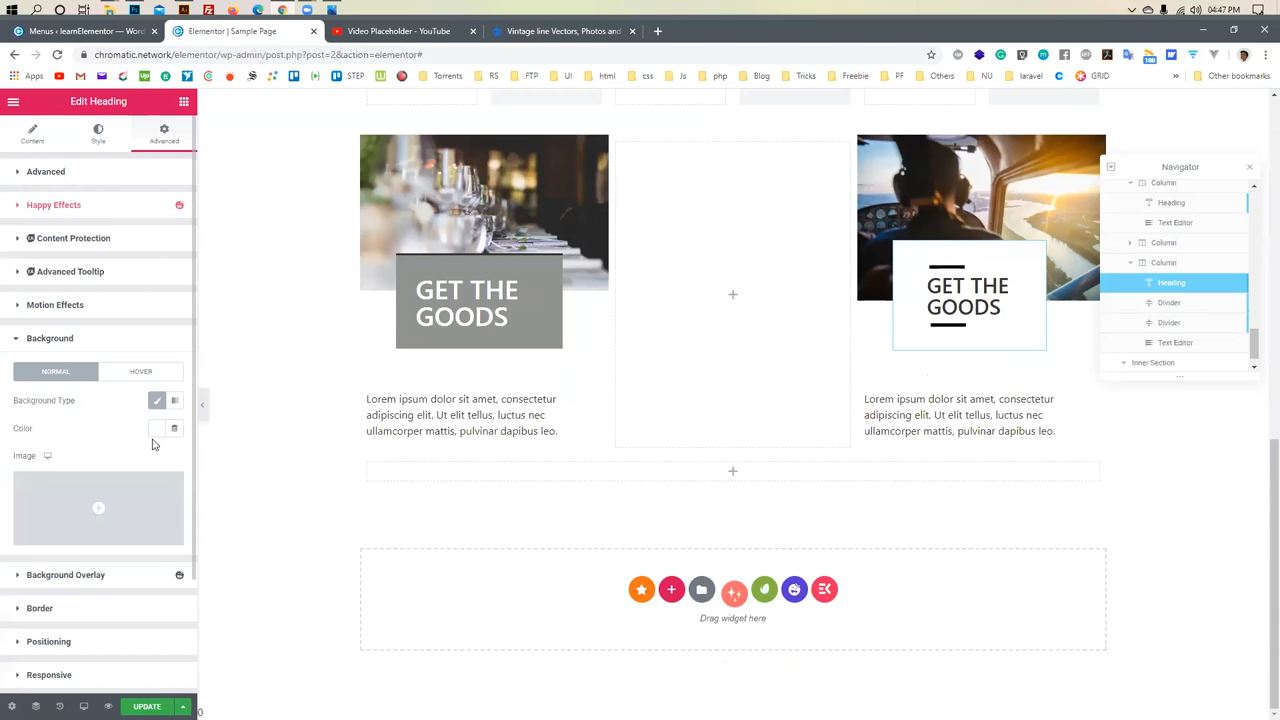 04:47 PM
Menus ‹ learnElementor — Wor
Elementor | Sample Page
Video Placeholder - YouTube
Vintage line Vectors, Photos and
chromatic.network/elementor/wp-admin/post.php?post=2&action=elementor#
Apps
STEP
Torrents
RS
FTP
UI
html
css
Js
php
Blog
Tricks
Freebie
PF
Others
NU
laravel
GRID
Other bookmarks
Edit Heading
Content
Style
Advanced
Advanced
Happy Effects
Content Protection
Advanced Tooltip
Motion Effects
Background
NORMAL
HOVER
Background Type
Color
Image
Background Overlay
Border
Positioning
Responsive
UPDATE
GET THE
GOODS
Lorem ipsum dolor sit amet, consectetur
adipiscing elit. Ut elit tellus, luctus nec
ullamcorper mattis, pulvinar dapibus leo.
GET THE
GOODS
Lorem ipsum dolor sit amet, consectetur
adipiscing elit. Ut elit tellus, luctus nec
ullamcorper mattis, pulvinar dapibus leo.
Drag widget here
Navigator
Column
Heading
Text Editor
Column
Column
Heading
Divider
Divider
Text Editor
Inner Section